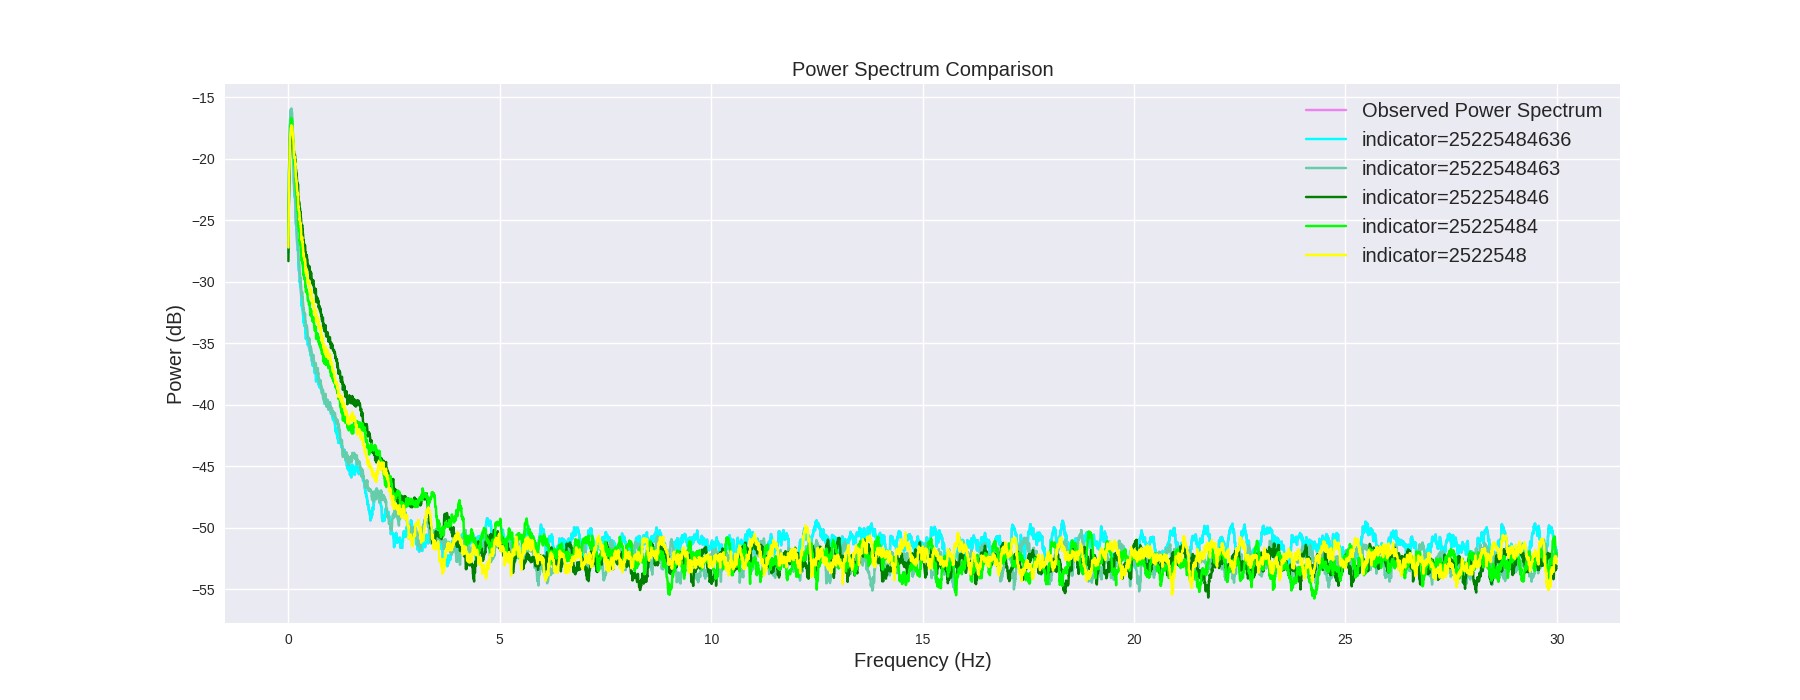 Power Spectrum Comparison
Observed Power Spectrum
indicator=25225484636
indicator=2522548463
indicator=252254846
indicator=25225484
indicator=2522548
Power (dB)
−15
−20
−25
−30
−35
−40
−45
−50
−55
0 5 10 15 20 25 30
Frequency (Hz)